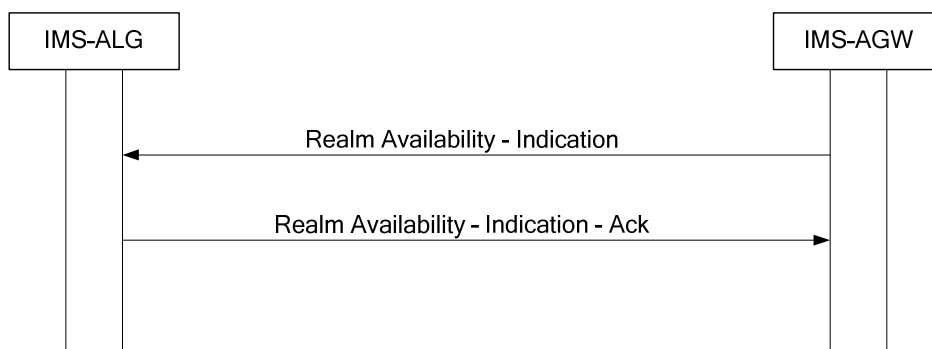 IMS-ALG
IMS-AGW
Realm Availability - Indication
Realm Availability - Indication - Ack